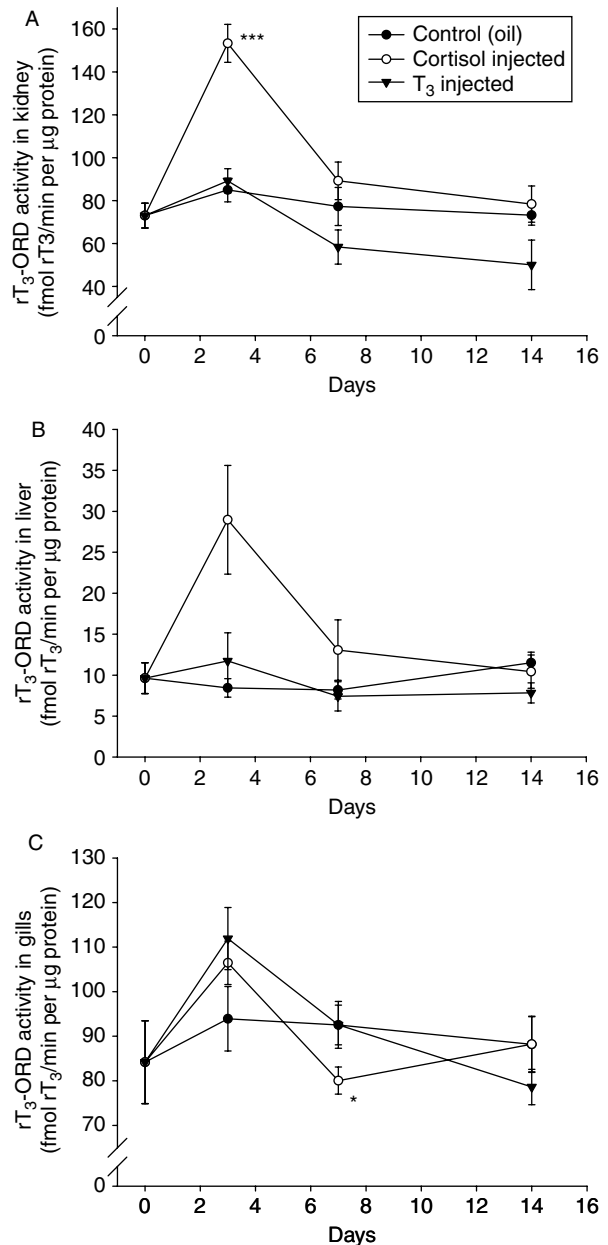 A
rT₃-ORD activity in kidney
(fmol rT3/min per µg protein)
160
140
120
100
80
60
40
0
***
Control (oil)
Cortisol injected
T₃ injected
0 2 4 6 8 10 12 14 16
Days
B
rT₃-ORD activity in liver
(fmol rT₃/min per µg protein)
40
35
30
25
20
15
10
5
0
0 2 4 6 8 10 12 14 16
Days
C
rT₃-ORD activity in gills
(fmol rT₃/min per µg protein)
130
120
110
100
90
80
70
0
*
0 2 4 6 8 10 12 14 16
Days